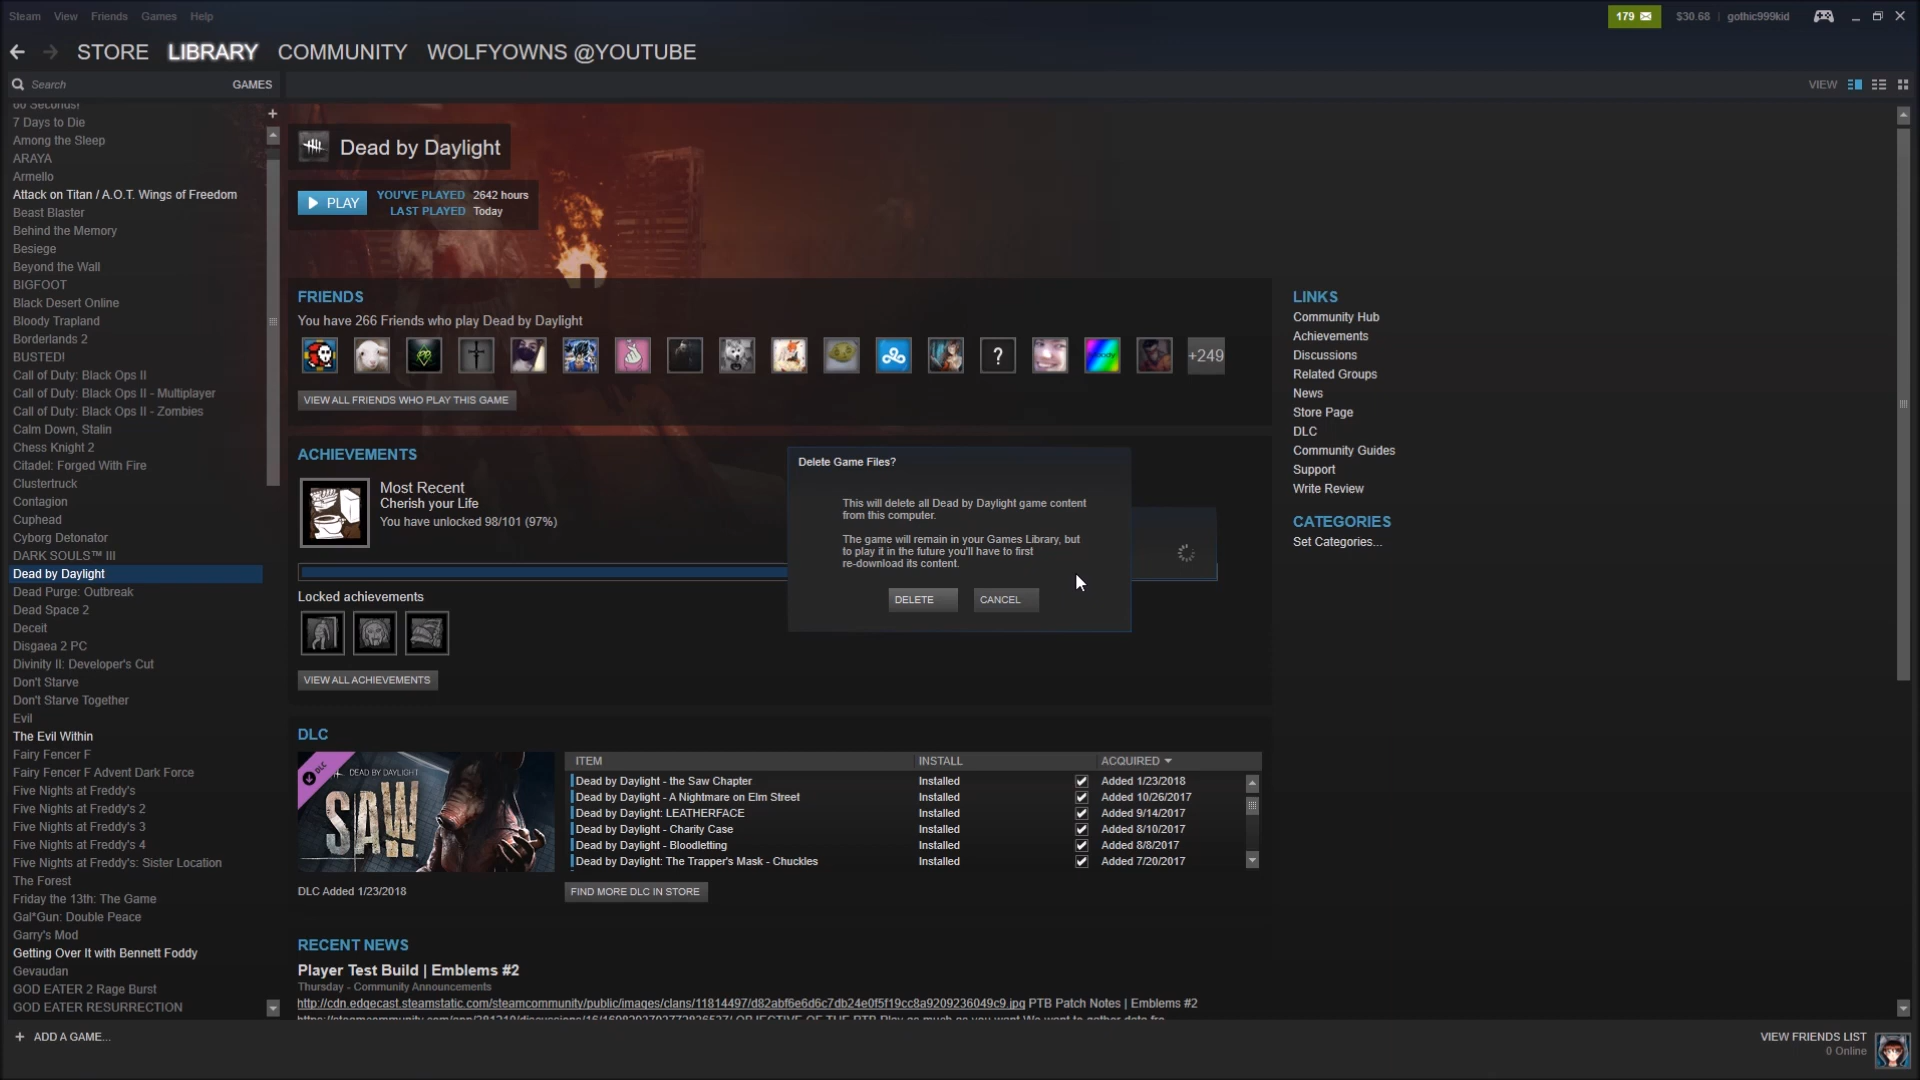 Steam View Friends Games Help
179 $30.68 | gothic999kid
STORE LIBRARY COMMUNITY WOLFYOWNS @YOUTUBE
Search GAMES VIEW
60 Seconds!
7 Days to Die
Among the Sleep
ARAYA
Armello
Attack on Titan / A.O.T. Wings of Freedom
Beast Blaster
Behind the Memory
Besiege
Beyond the Wall
BIGFOOT
Black Desert Online
Bloody Trapland
Borderlands 2
BUSTED!
Call of Duty: Black Ops II
Call of Duty: Black Ops II - Multiplayer
Call of Duty: Black Ops II - Zombies
Calm Down, Stalin
Chess Knight 2
Citadel: Forged With Fire
Clustertruck
Contagion
Cuphead
Cyborg Detonator
DARK SOULS™ III
Dead by Daylight
Dead Purge: Outbreak
Dead Space 2
Deceit
Disgaea 2 PC
Divinity II: Developer's Cut
Don't Starve
Don't Starve Together
Evil
The Evil Within
Fairy Fencer F
Fairy Fencer F Advent Dark Force
Five Nights at Freddy's
Five Nights at Freddy's 2
Five Nights at Freddy's 3
Five Nights at Freddy's 4
Five Nights at Freddy's: Sister Location
The Forest
Friday the 13th: The Game
Gal*Gun: Double Peace
Garry's Mod
Getting Over It with Bennett Foddy
Gevaudan
GOD EATER 2 Rage Burst
GOD EATER RESURRECTION
+ ADD A GAME...
Dead by Daylight
PLAY
YOU'VE PLAYED 2642 hours
LAST PLAYED Today
FRIENDS
You have 266 Friends who play Dead by Daylight
?
+249
VIEW ALL FRIENDS WHO PLAY THIS GAME
ACHIEVEMENTS
Most Recent
Cherish your Life
You have unlocked 98/101 (97%)
Locked achievements
VIEW ALL ACHIEVEMENTS
Delete Game Files?
This will delete all Dead by Daylight game content
from this computer.
The game will remain in your Games Library, but
to play it in the future you'll have to first
re-download its content.
DELETE CANCEL
DLC
DLC
DEAD BY DAYLIGHT
SAW
DLC Added 1/23/2018
ITEM INSTALL ACQUIRED
Dead by Daylight - the Saw Chapter Installed Added 1/23/2018
Dead by Daylight - A Nightmare on Elm Street Installed Added 10/26/2017
Dead by Daylight: LEATHERFACE Installed Added 9/14/2017
Dead by Daylight - Charity Case Installed Added 8/10/2017
Dead by Daylight - Bloodletting Installed Added 8/8/2017
Dead by Daylight: The Trapper's Mask - Chuckles Installed Added 7/20/2017
FIND MORE DLC IN STORE
RECENT NEWS
Player Test Build | Emblems #2
Thursday - Community Announcements
http://cdn.edgecast.steamstatic.com/steamcommunity/public/images/clans/11814497/d82abf6e6d6c7db24e0f5f19cc8a9209236049c9.jpg PTB Patch Notes | Emblems #2
LINKS
Community Hub
Achievements
Discussions
Related Groups
News
Store Page
DLC
Community Guides
Support
Write Review
CATEGORIES
Set Categories...
VIEW FRIENDS LIST
0 Online